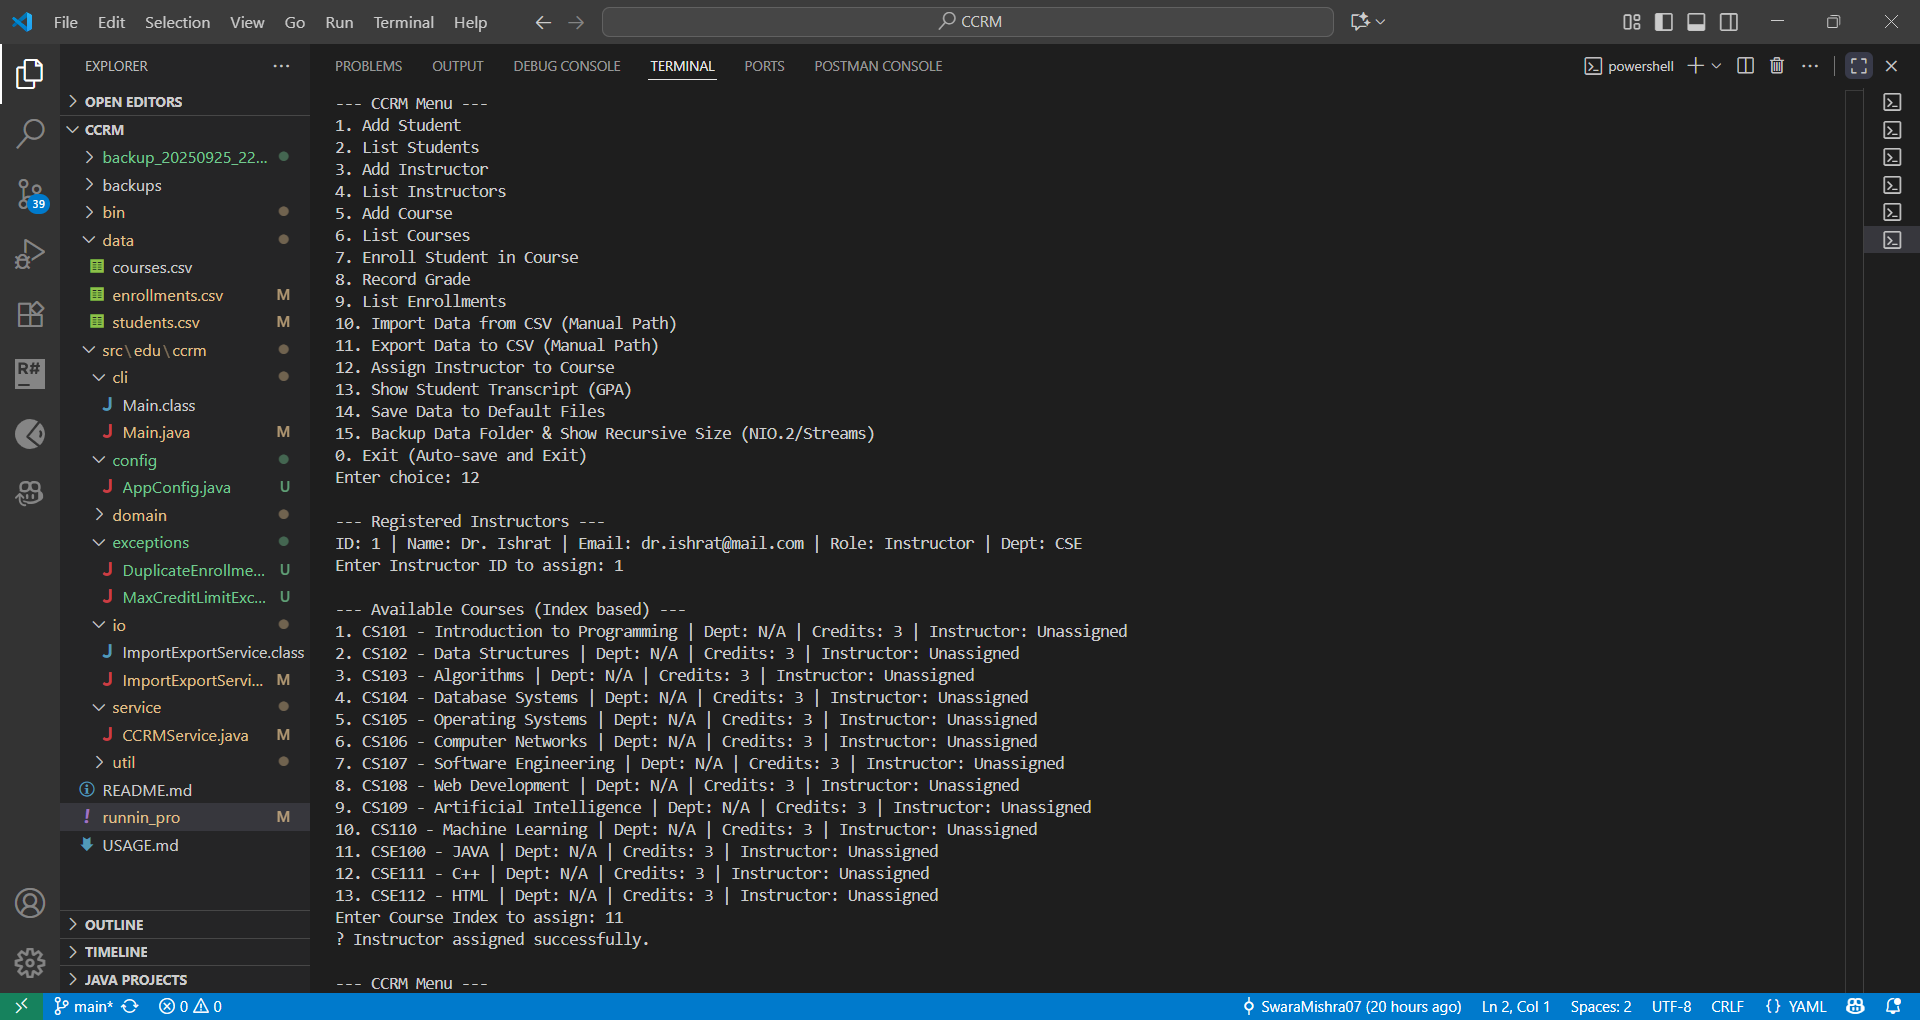 File Edit Selection View Go Run Terminal Help
CCRM
EXPLORER
OPEN EDITORS
CCRM
backup_20250925_22...
backups
bin
data
courses.csv
enrollments.csv M
students.csv M
src\edu\ccrm
cli
Main.class
Main.java M
config
AppConfig.java U
domain
exceptions
DuplicateEnrollme... U
MaxCreditLimitExc... U
io
ImportExportService.class
ImportExportServi... M
service
CCRMService.java M
util
README.md
runnin_pro M
USAGE.md
OUTLINE
TIMELINE
JAVA PROJECTS
39
R#
PROBLEMS OUTPUT DEBUG CONSOLE TERMINAL PORTS POSTMAN CONSOLE
powershell
--- CCRM Menu ---
1. Add Student
2. List Students
3. Add Instructor
4. List Instructors
5. Add Course
6. List Courses
7. Enroll Student in Course
8. Record Grade
9. List Enrollments
10. Import Data from CSV (Manual Path)
11. Export Data to CSV (Manual Path)
12. Assign Instructor to Course
13. Show Student Transcript (GPA)
14. Save Data to Default Files
15. Backup Data Folder & Show Recursive Size (NIO.2/Streams)
0. Exit (Auto-save and Exit)
Enter choice: 12
--- Registered Instructors ---
ID: 1 | Name: Dr. Ishrat | Email: dr.ishrat@mail.com | Role: Instructor | Dept: CSE
Enter Instructor ID to assign: 1
--- Available Courses (Index based) ---
1. CS101 - Introduction to Programming | Dept: N/A | Credits: 3 | Instructor: Unassigned
2. CS102 - Data Structures | Dept: N/A | Credits: 3 | Instructor: Unassigned
3. CS103 - Algorithms | Dept: N/A | Credits: 3 | Instructor: Unassigned
4. CS104 - Database Systems | Dept: N/A | Credits: 3 | Instructor: Unassigned
5. CS105 - Operating Systems | Dept: N/A | Credits: 3 | Instructor: Unassigned
6. CS106 - Computer Networks | Dept: N/A | Credits: 3 | Instructor: Unassigned
7. CS107 - Software Engineering | Dept: N/A | Credits: 3 | Instructor: Unassigned
8. CS108 - Web Development | Dept: N/A | Credits: 3 | Instructor: Unassigned
9. CS109 - Artificial Intelligence | Dept: N/A | Credits: 3 | Instructor: Unassigned
10. CS110 - Machine Learning | Dept: N/A | Credits: 3 | Instructor: Unassigned
11. CSE100 - JAVA | Dept: N/A | Credits: 3 | Instructor: Unassigned
12. CSE111 - C++ | Dept: N/A | Credits: 3 | Instructor: Unassigned
13. CSE112 - HTML | Dept: N/A | Credits: 3 | Instructor: Unassigned
Enter Course Index to assign: 11
? Instructor assigned successfully.
--- CCRM Menu ---
main* 0 0 SwaraMishra07 (20 hours ago) Ln 2, Col 1 Spaces: 2 UTF-8 CRLF {} YAML